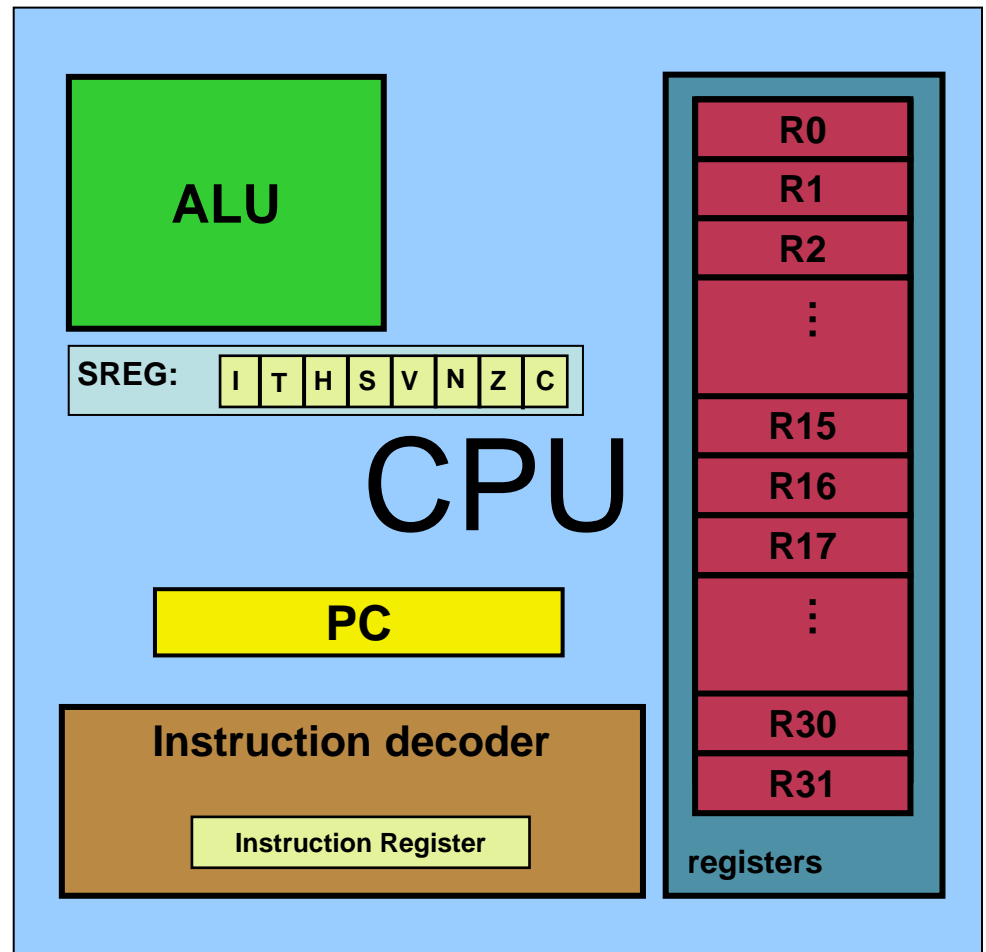 ALU
SREG: I T H S V N Z C
CPU
PC
Instruction decoder
Instruction Register
R0
R1
R2
...
R15
R16
R17
...
R30
R31
registers